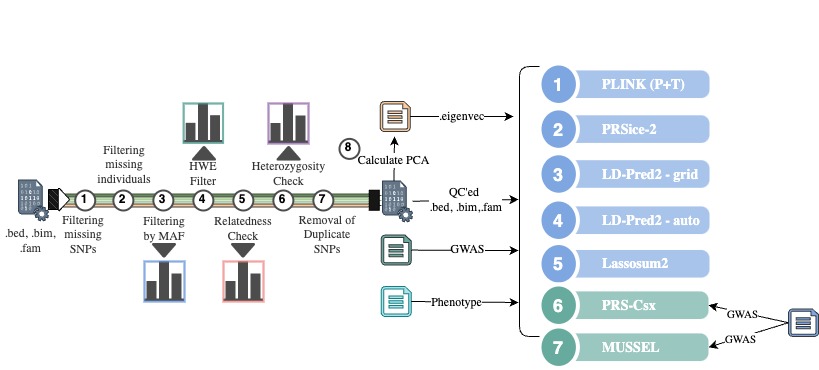 .bed, .bim,
.fam
1
Filtering
missing
SNPs
Filtering
missing
individuals
2
3
Filtering
by MAF
HWE
Filter
4
5
Relatedness
Check
Heterozygosity
Check
6
7
Removal of
Duplicate
SNPs
8
Calculate PCA
.eigenvec
QC'ed
.bed, .bim,.fam
GWAS
Phenotype
1 PLINK (P+T)
2 PRSice-2
3 LD-Pred2 - grid
4 LD-Pred2 - auto
5 Lassosum2
6 PRS-Csx
7 MUSSEL
GWAS
GWAS